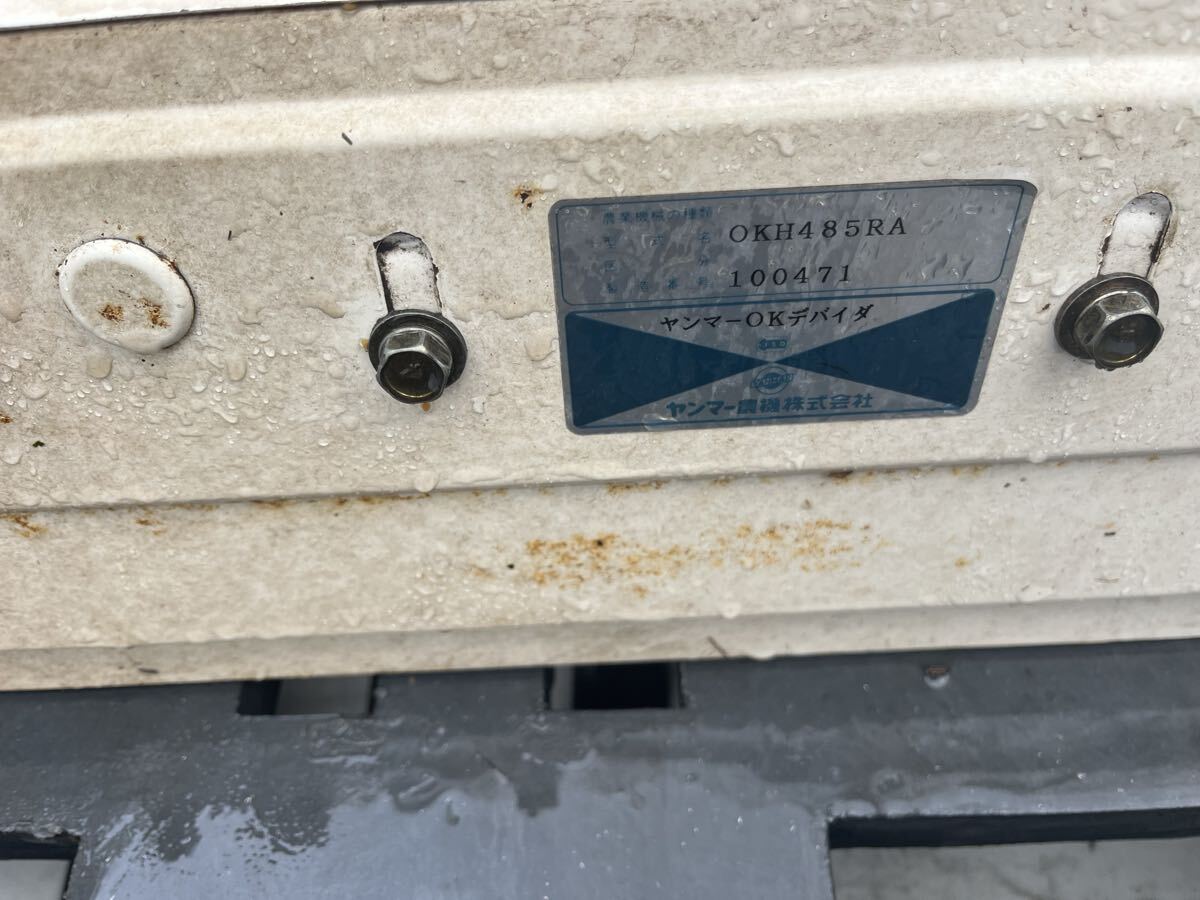 農業機械の種類
型式名 OKH485RA
区分
製造番号 100471
ヤンマーOKデバイダ
YANMAR
ヤンマー農機株式会社